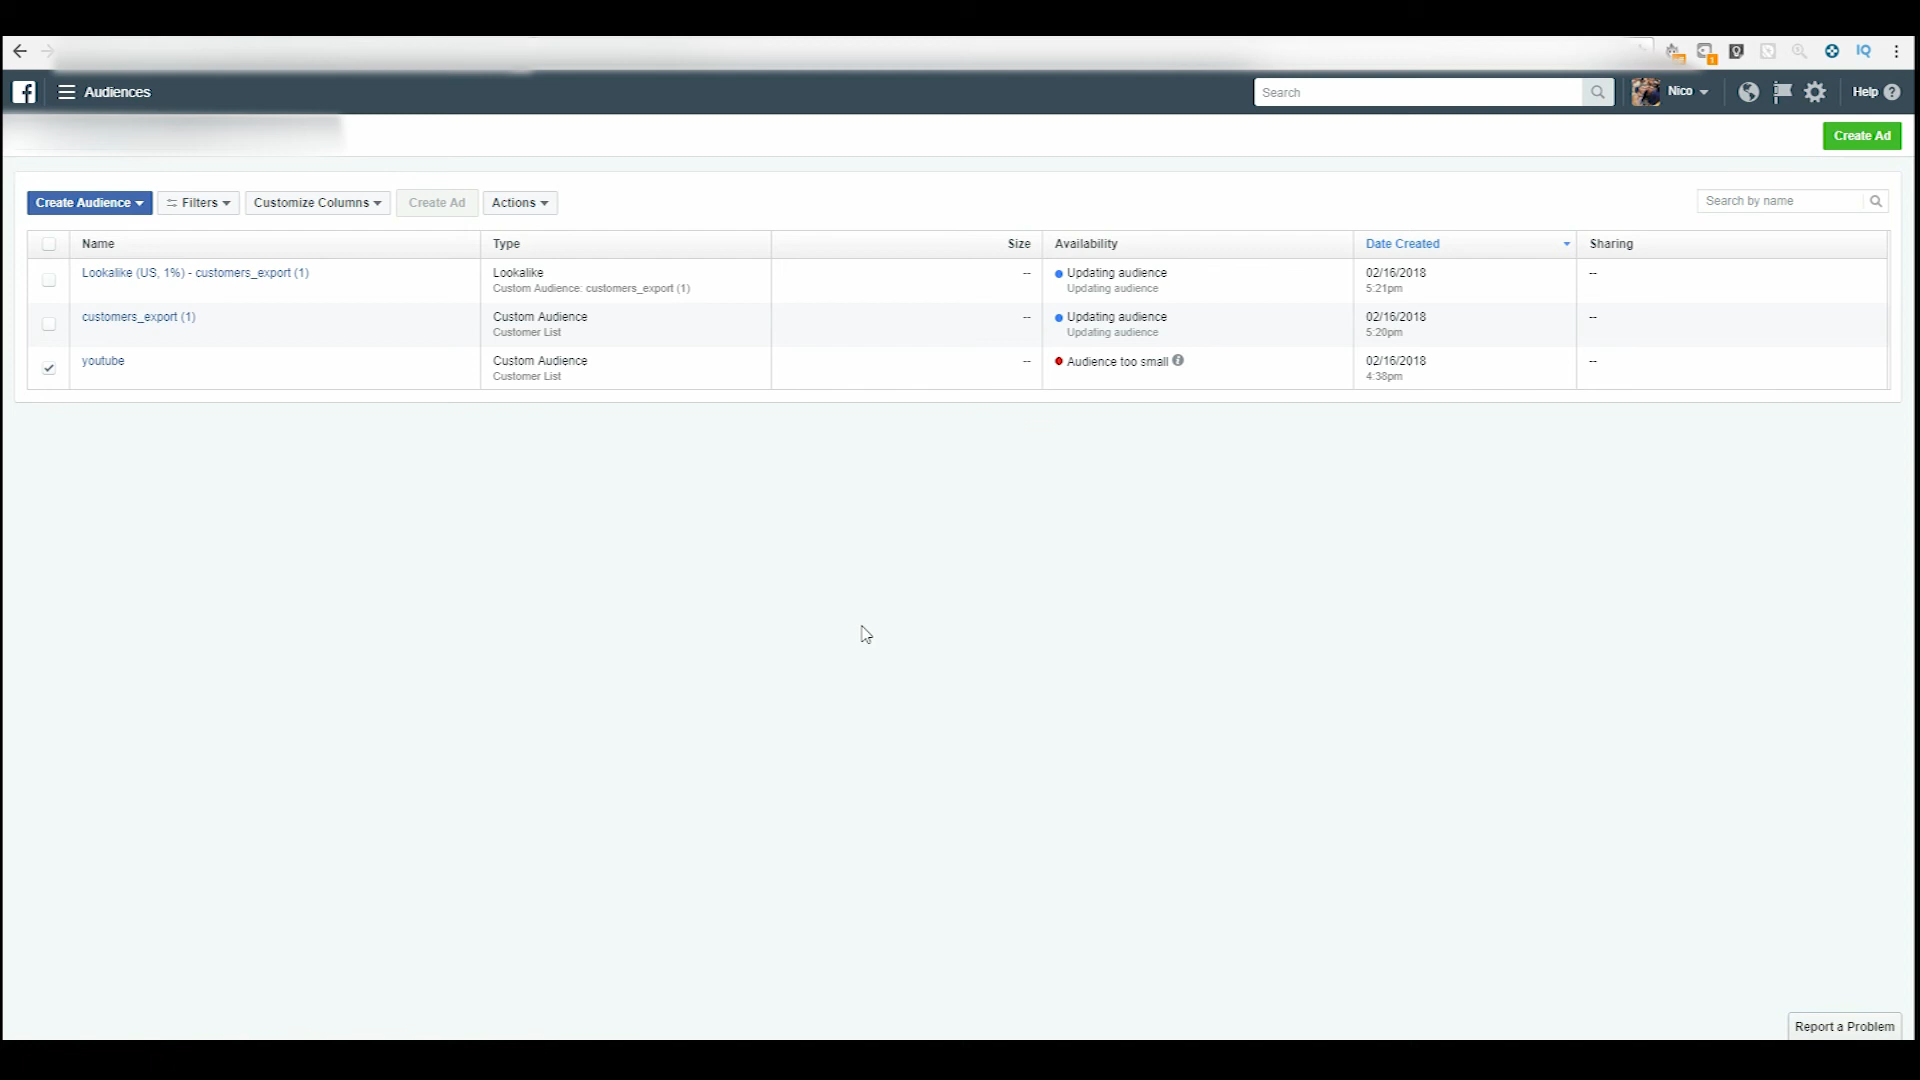 Audiences
Search
Nico
Help
Create Ad
Create Audience
Filters
Customize Columns
Create Ad
Actions
Search by name
Name Type Size Availability Date Created Sharing
Lookalike (US, 1%) - customers_export (1) Lookalike -- Updating audience 02/16/2018 --
Custom Audience: customers_export (1) Updating audience 5:21pm
customers_export (1) Custom Audience -- Updating audience 02/16/2018 --
Customer List Updating audience 5:20pm
youtube Custom Audience -- Audience too small 02/16/2018 --
Customer List 4:38pm
IQ
1
Report a Problem